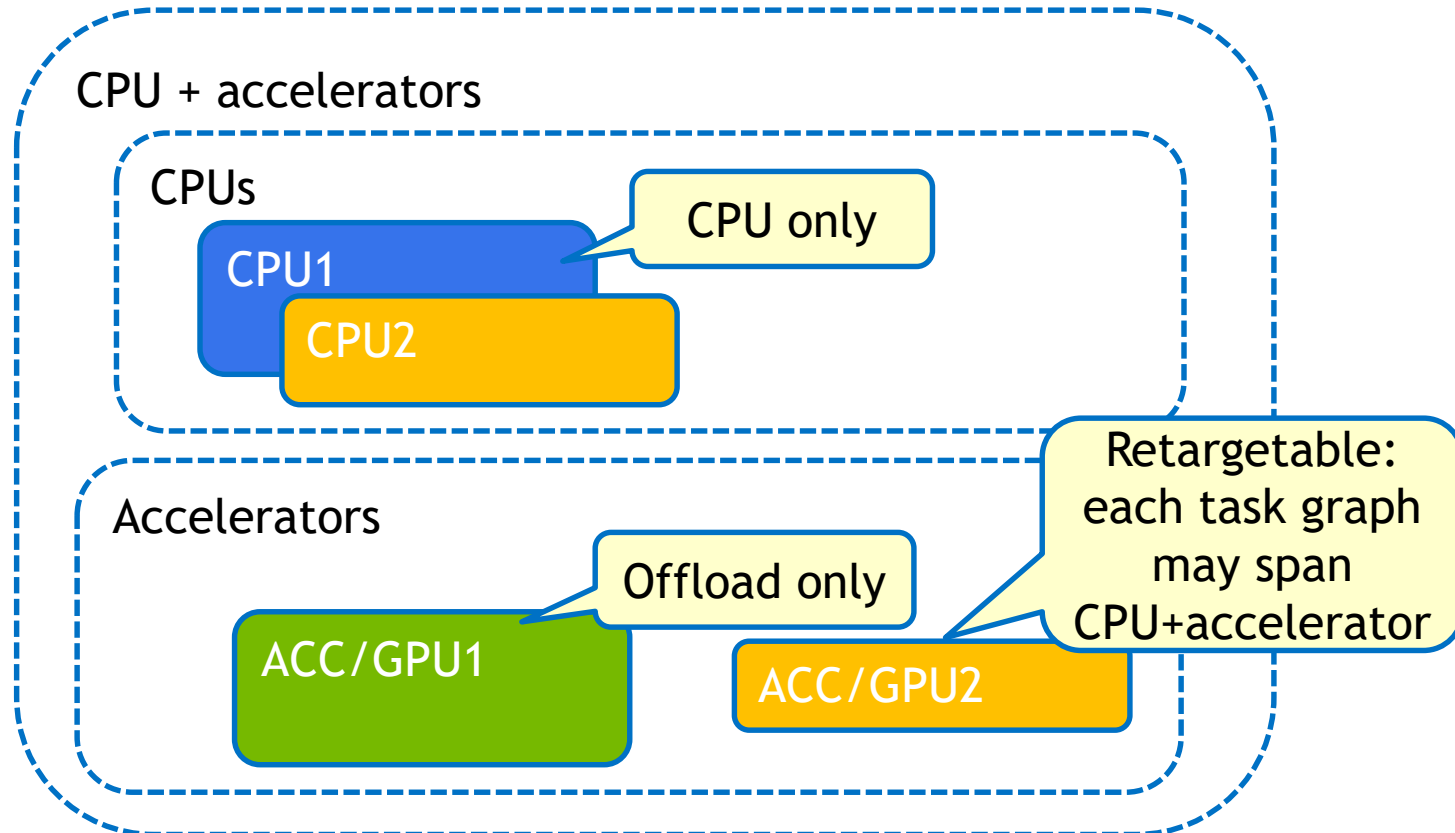 CPU + accelerators
CPUs
CPU only
CPU1
CPU2
Accelerators
Retargetable:
each task graph
may span
CPU+accelerator
Offload only
ACC/GPU1
ACC/GPU2